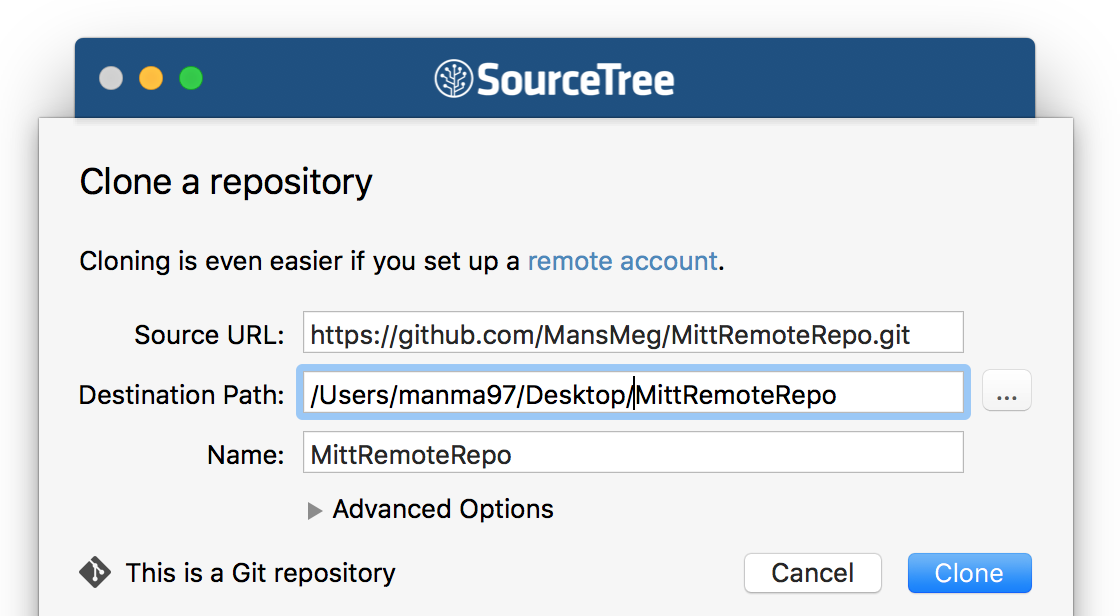 SourceTree
Clone a repository
Cloning is even easier if you set up a remote account.
Source URL: https://github.com/MansMeg/MittRemoteRepo.git
Destination Path: /Users/manma97/Desktop/MittRemoteRepo ...
Name: MittRemoteRepo
Advanced Options
This is a Git repository Cancel Clone